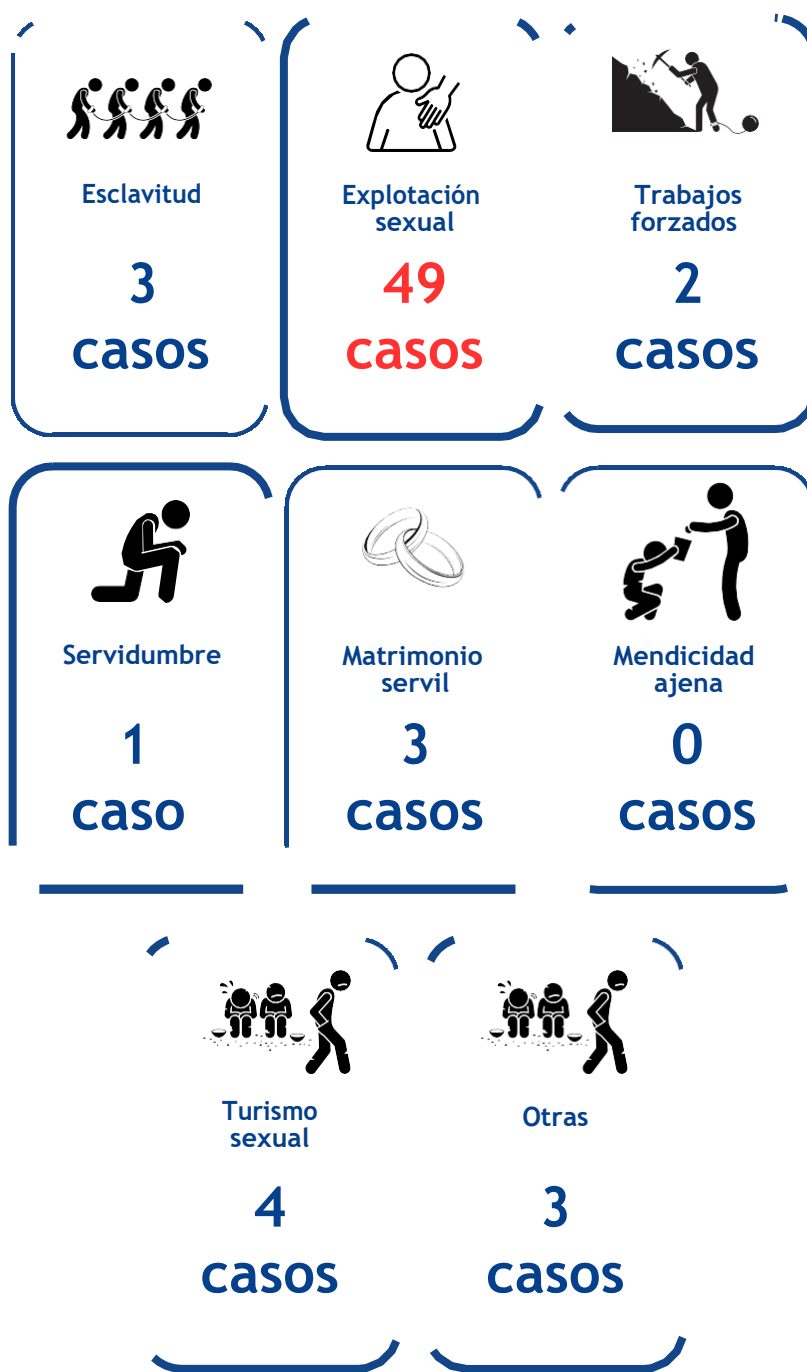 Esclavitud
3
casos
Explotación
sexual
49
casos
Trabajos
forzados
2
casos
Servidumbre
1
caso
Matrimonio
servil
3
casos
Mendicidad
ajena
0
casos
Turismo
sexual
4
casos
Otras
3
casos